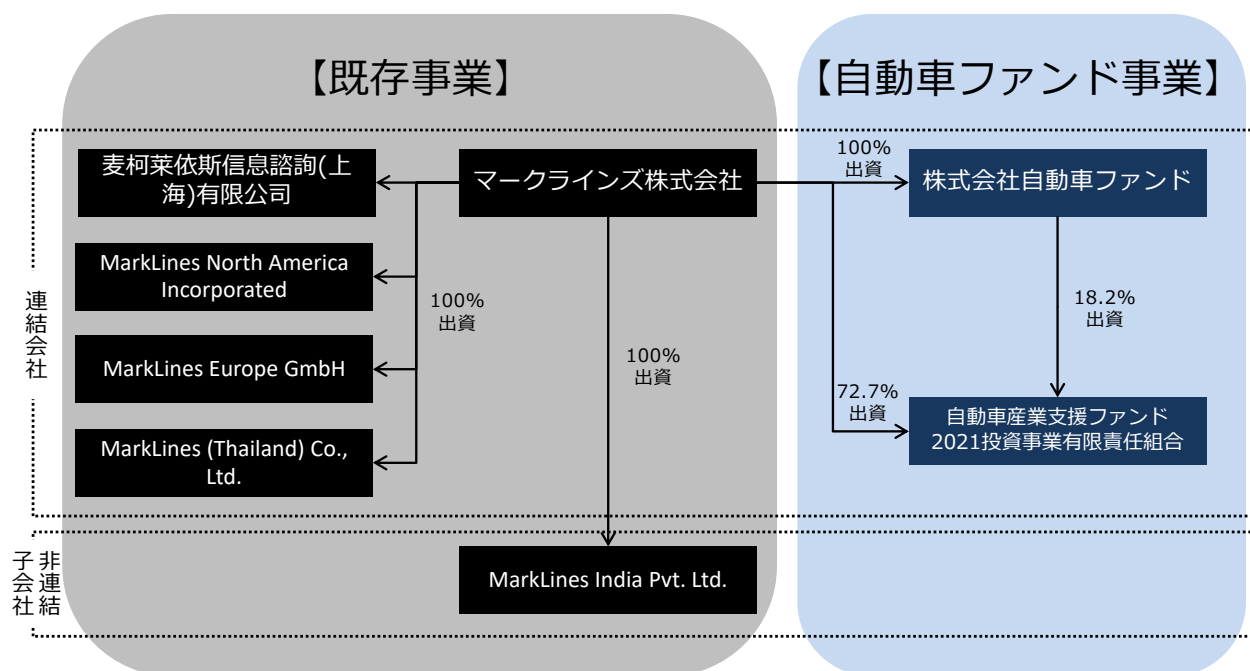 【既存事業】
【自動車ファンド事業】
連結会社
麦柯莱依斯信息諮詢(上
海)有限公司
マークラインズ株式会社
100%
出資
株式会社自動車ファンド
MarkLines North America
Incorporated
100%
出資
18.2%
出資
MarkLines Europe GmbH
100%
出資
72.7%
出資
自動車産業支援ファンド
2021投資事業有限責任組合
MarkLines (Thailand) Co.,
Ltd.
非連結
子会社
MarkLines India Pvt. Ltd.